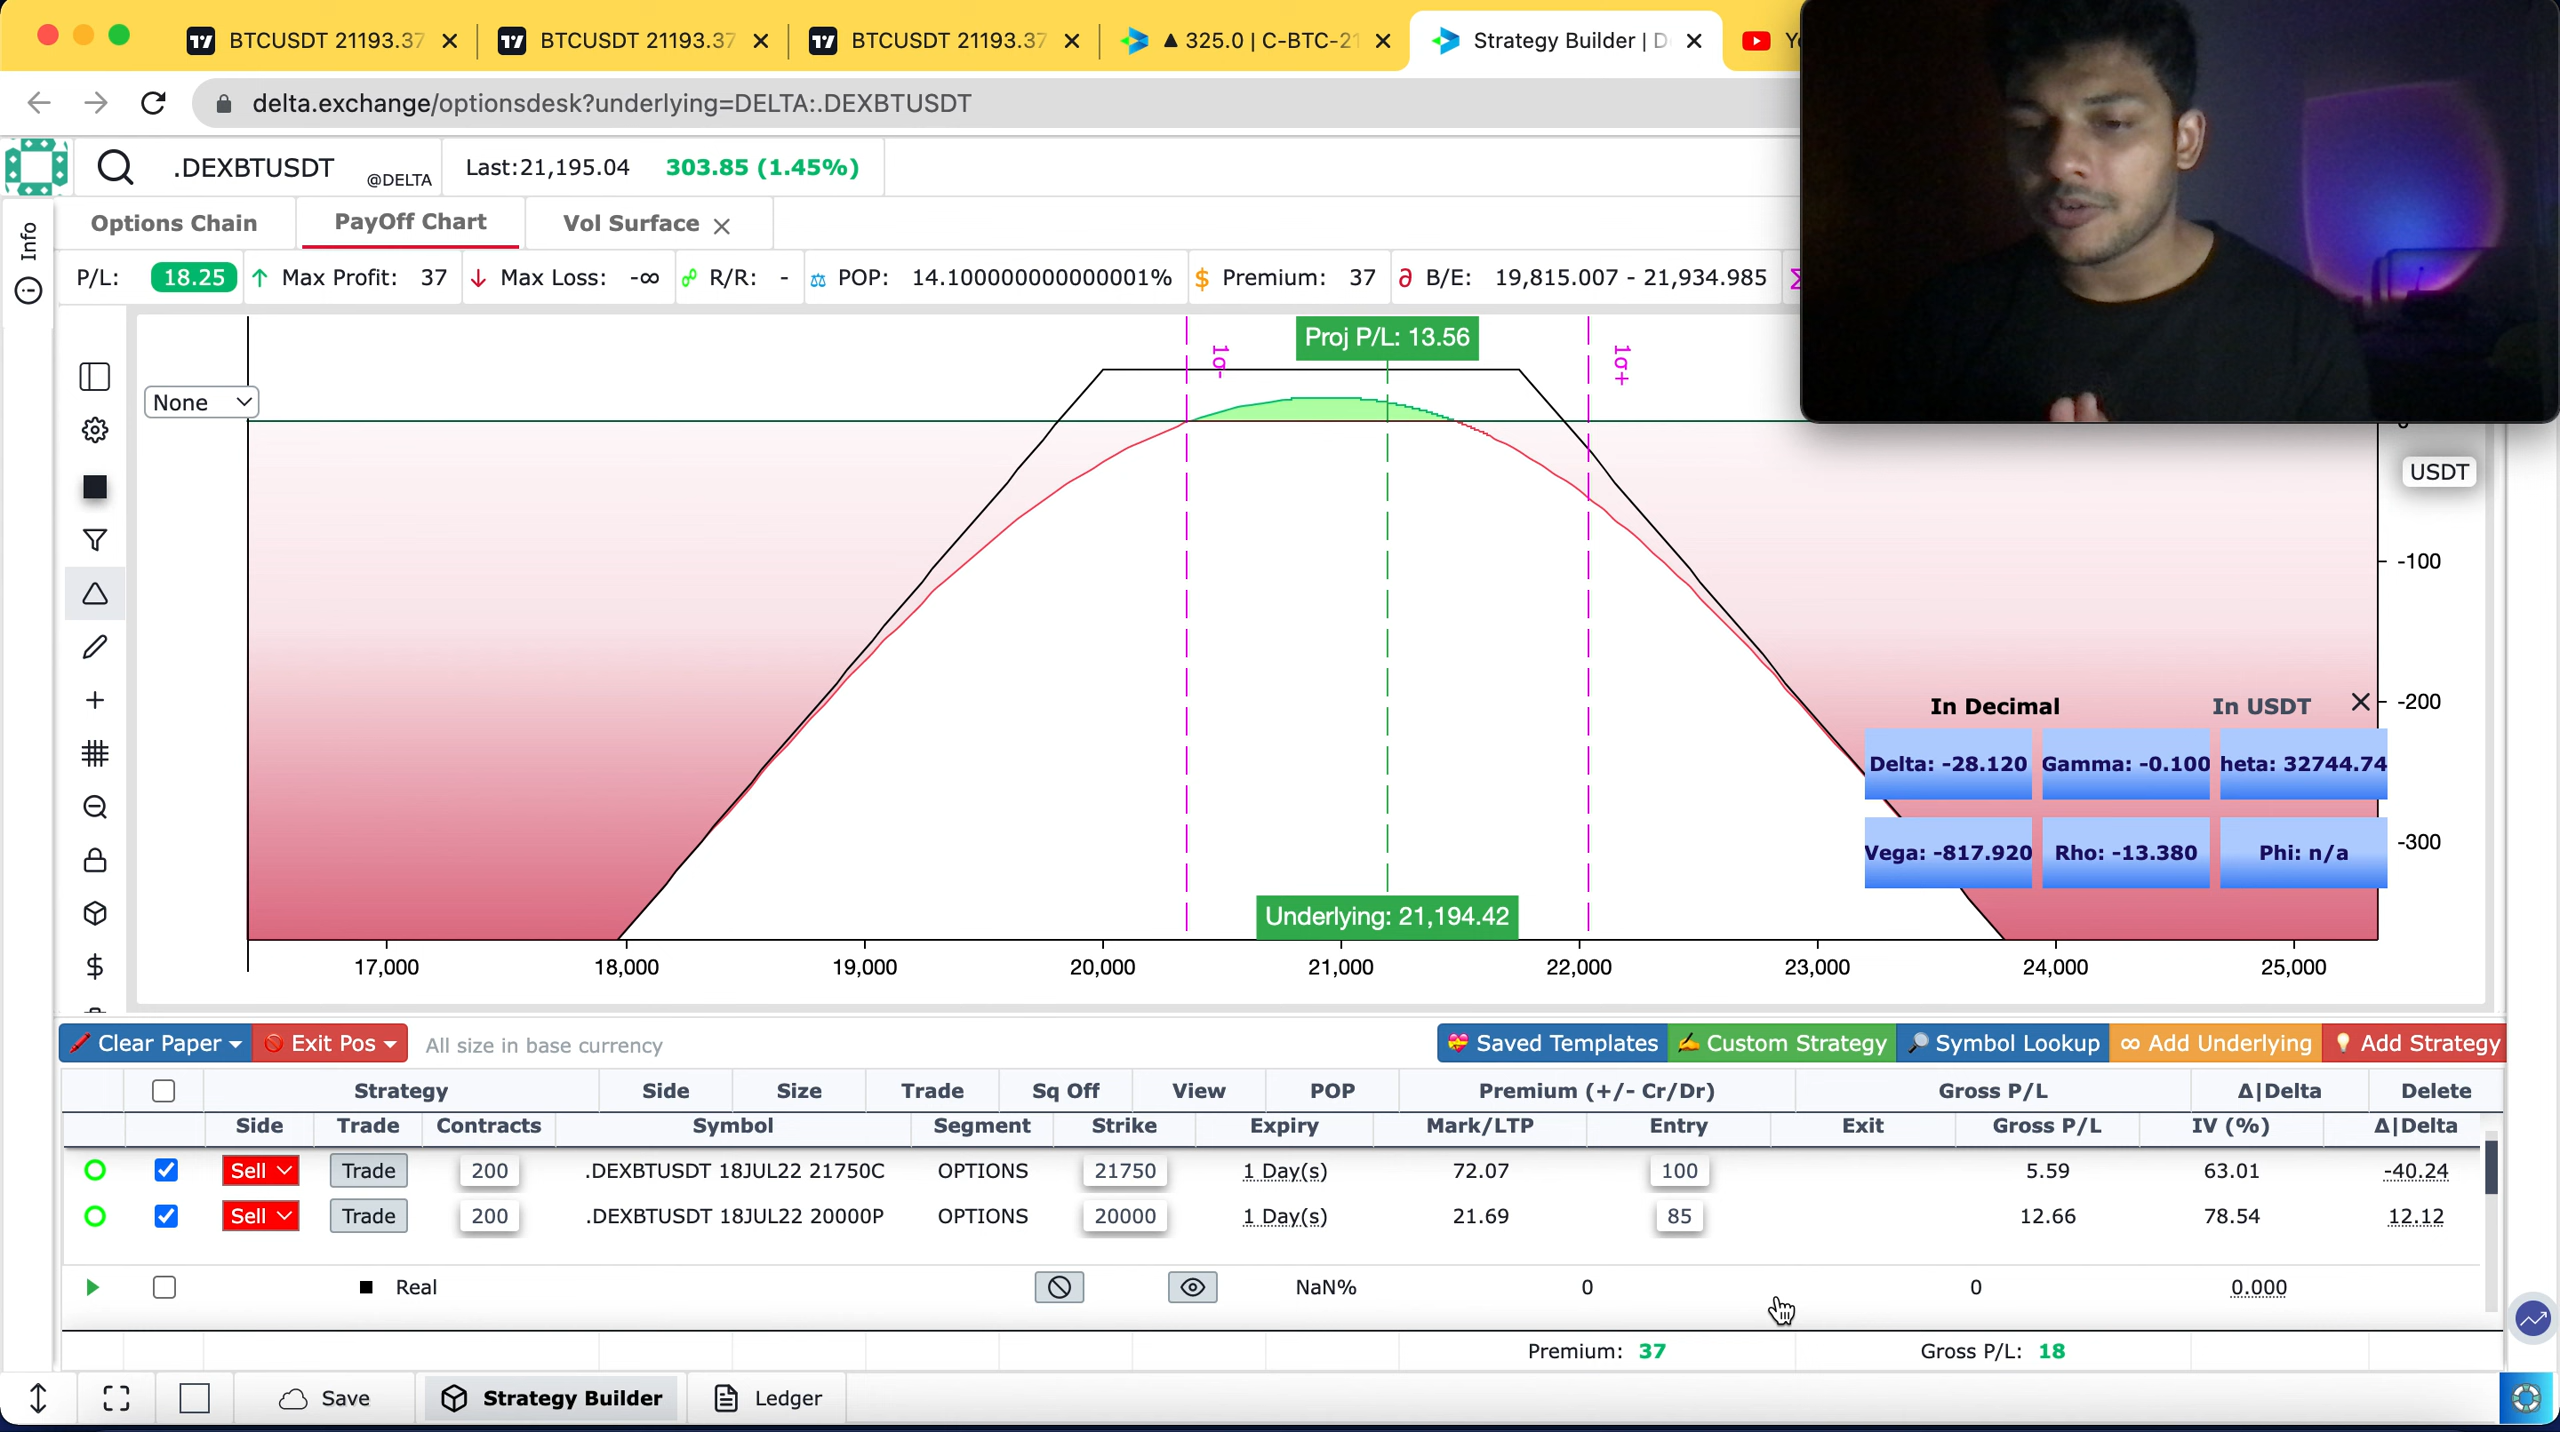 BTCUSDT 21193.37 BTCUSDT 21193.37 BTCUSDT 21193.37 ▲ 325.0 | C-BTC-21 Strategy Builder | D
delta.exchange/optionsdesk?underlying=DELTA:.DEXBTUSDT
.DEXBTUSDT @DELTA Last:21,195.04 303.85 (1.45%)
Info
Options Chain PayOff Chart Vol Surface
P/L: 18.25 Max Profit: 37 Max Loss: -∞ R/R: - POP: 14.100000000000001% Premium: 37 B/E: 19,815.007 - 21,934.985
Proj P/L: 13.56
1σ-
1σ+
None
USDT
-100
-200
-300
In Decimal In USDT
Delta: -28.120 Gamma: -0.100 heta: 32744.74
Vega: -817.920 Rho: -13.380 Phi: n/a
Underlying: 21,194.42
17,000 18,000 19,000 20,000 21,000 22,000 23,000 24,000 25,000
Clear Paper Exit Pos All size in base currency Saved Templates Custom Strategy Symbol Lookup ∞ Add Underlying Add Strategy
Strategy Side Size Trade Sq Off View POP Premium (+/- Cr/Dr) Gross P/L Δ|Delta Delete
Side Trade Contracts Symbol Segment Strike Expiry Mark/LTP Entry Exit Gross P/L IV (%) Δ|Delta
Sell Trade 200 .DEXBTUSDT 18JUL22 21750C OPTIONS 21750 1 Day(s) 72.07 100 5.59 63.01 -40.24
Sell Trade 200 .DEXBTUSDT 18JUL22 20000P OPTIONS 20000 1 Day(s) 21.69 85 12.66 78.54 12.12
Real NaN% 0 0 0.000
Premium: 37 Gross P/L: 18
Save Strategy Builder Ledger